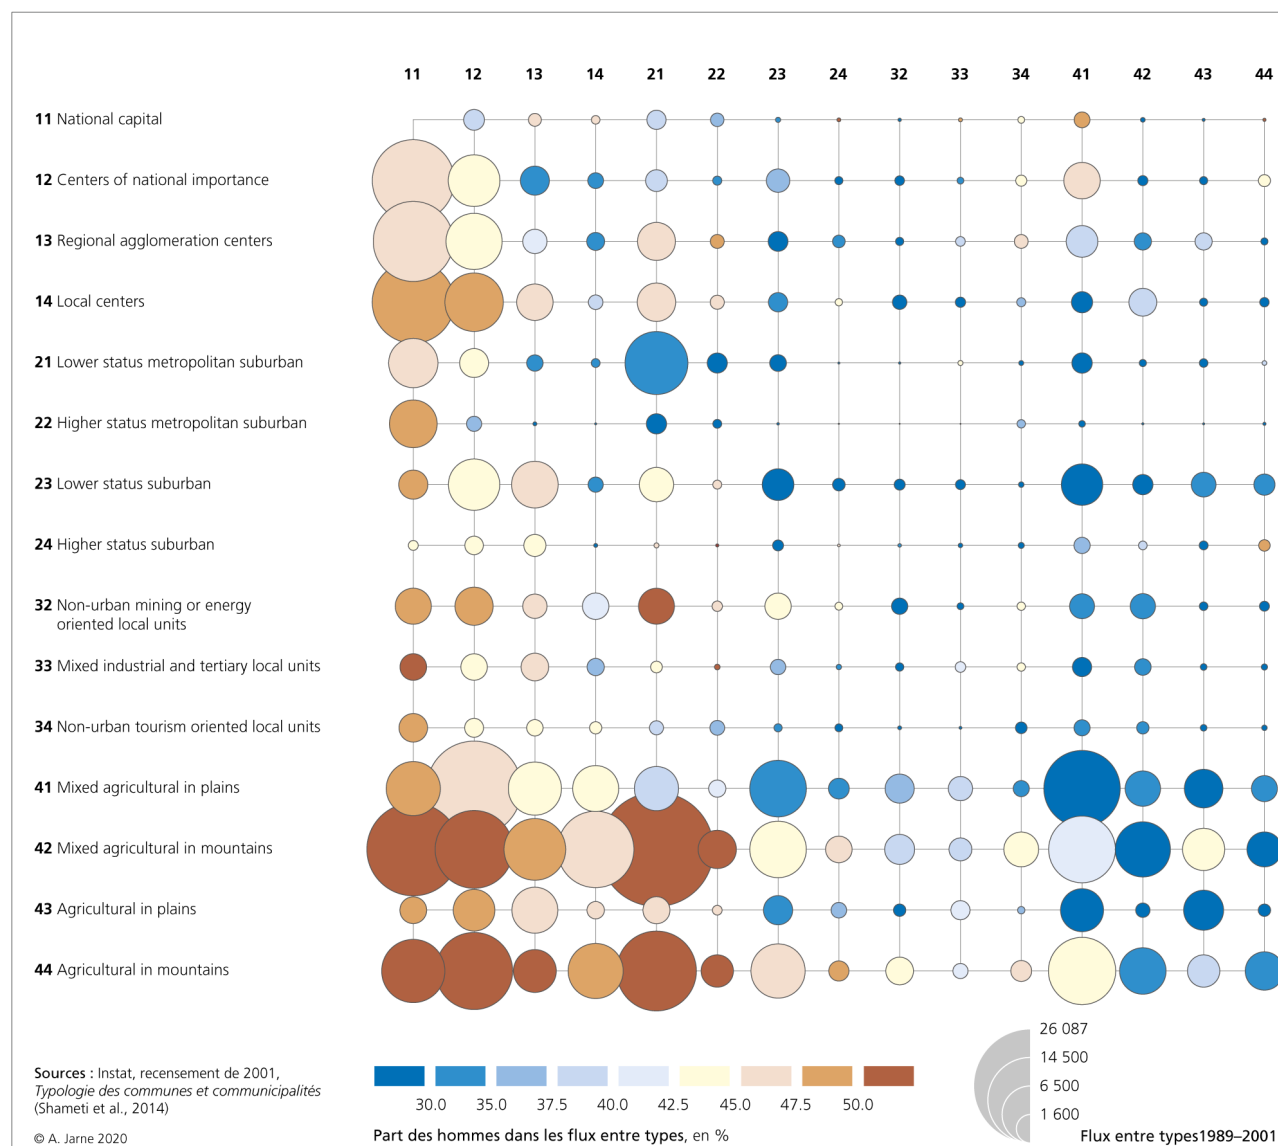 11 12 13 14 21 22 23 24 32 33 34 41 42 43 44
11 National capital
12 Centers of national importance
13 Regional agglomeration centers
14 Local centers
21 Lower status metropolitan suburban
22 Higher status metropolitan suburban
23 Lower status suburban
24 Higher status suburban
32 Non-urban mining or energy
oriented local units
33 Mixed industrial and tertiary local units
34 Non-urban tourism oriented local units
41 Mixed agricultural in plains
42 Mixed agricultural in mountains
43 Agricultural in plains
44 Agricultural in mountains
26 087
14 500
6 500
1 600
Flux entre types1989–2001
30.0 35.0 37.5 40.0 42.5 45.0 47.5 50.0
Part des hommes dans les flux entre types, en %
Sources : Instat, recensement de 2001,
Typologie des communes et communicipalités
(Shameti et al., 2014)
© A. Jarne 2020